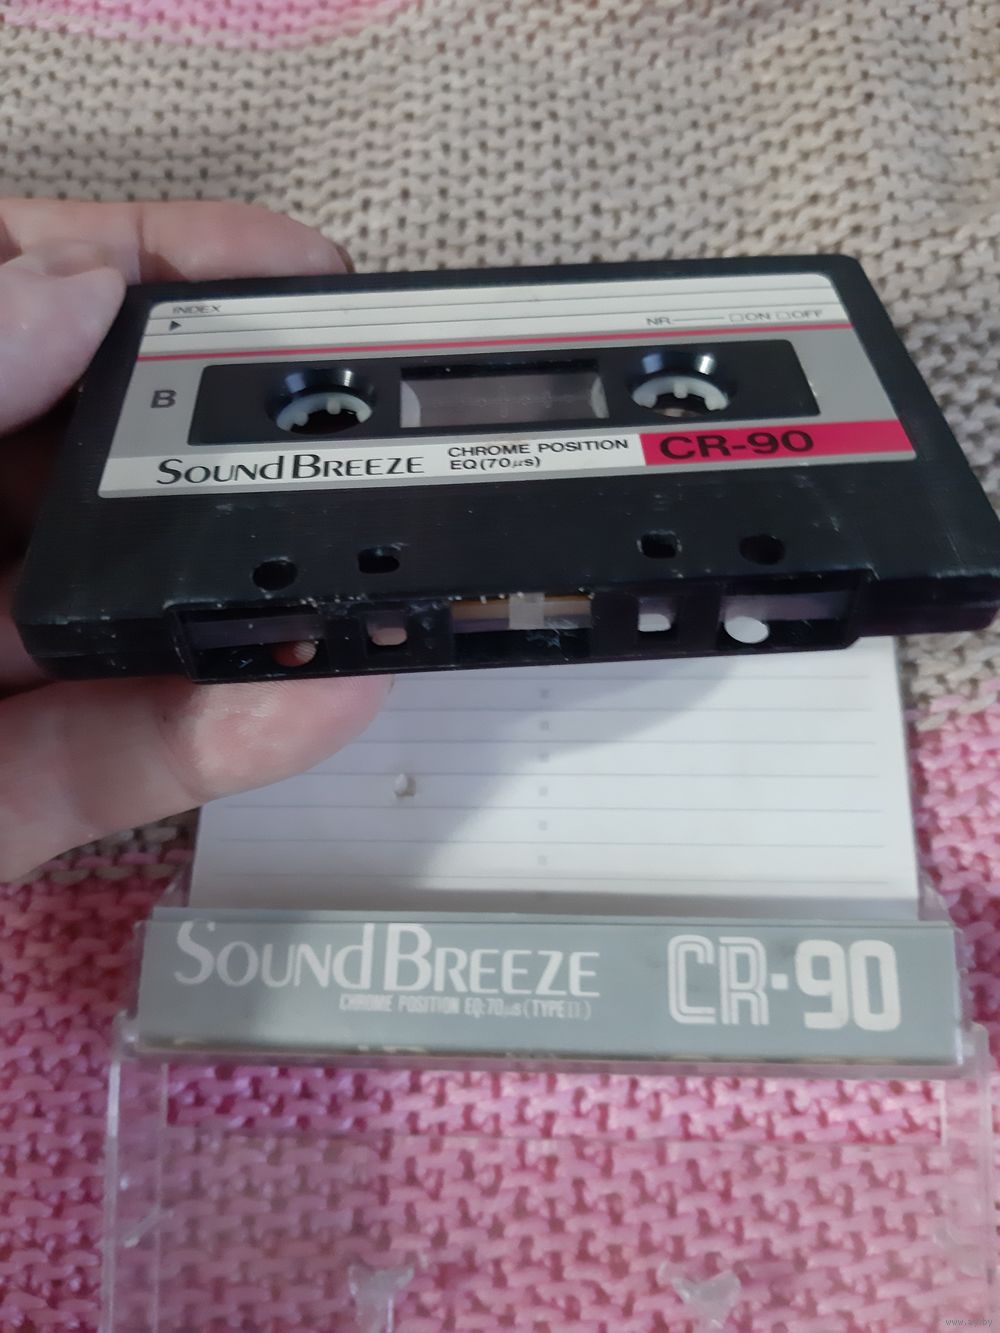 INDEX
NR ON OFF
B
SOUNd BREEZE
CHROME POSITION
EQ(70μs)
CR-90
SOUNd BREEZE
CHROME POSITION EQ:70μs (TYPE II)
CR-90